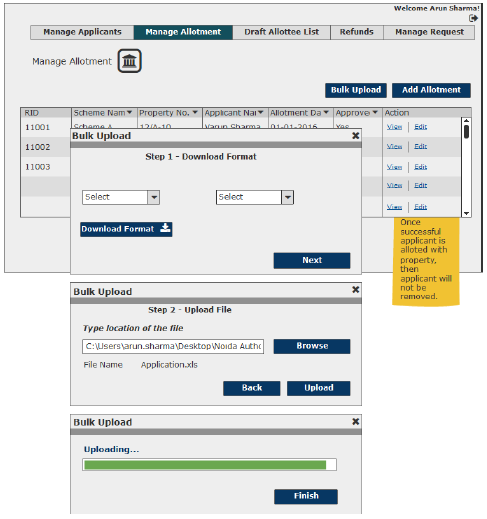 Welcome Arun Sharma!
Manage Applicants Manage Allotment Draft Allottee List Refunds Manage Request
Manage Allotment
Bulk Upload Add Allotment
RID Scheme Nam Property No. Applicant Nai Allotment Da Approve Action
11001 Scheme A 12/A-10 Varun Sharma 01-01-2016 Yes View Edit
11002 View Edit
11003 View Edit
View Edit
View Edit
Bulk Upload
Step 1 - Download Format
Select Select
Download Format
Next
Once
successful
applicant is
alloted with
property,
then
applicant will
not be
removed.
Bulk Upload
Step 2 - Upload File
Type location of the file
C:\Users\arun.sharma\Desktop\Noida Autho Browse
File Name Application.xls
Back Upload
Bulk Upload
Uploading...
Finish